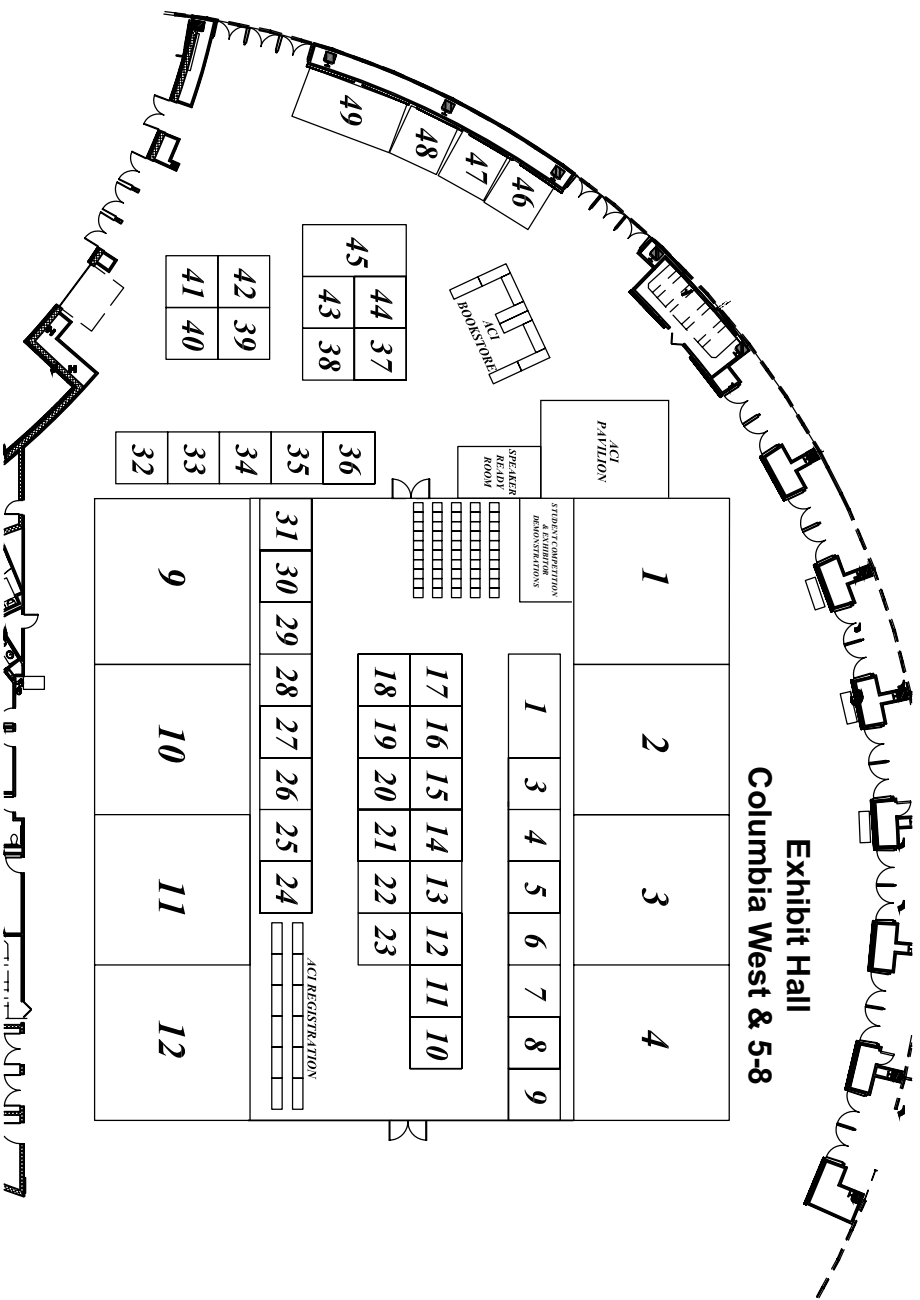 Exhibit Hall
Columbia West & 5-8
1 2 3 4
ACI
PAVILION
STUDENT COMPETITION
& EXHIBITOR
DEMONSTRATIONS
1 3 4 5 6 7 8 9
SPEAKER
READY
ROOM
ACI
BOOKSTORE
46
47
48
49
17 16 15 14 13 12 11 10
18 19 20 21 22 23
44 37
45
43 38
36
35
34
33
32
ACI REGISTRATION
31 30 29 28 27 26 25 24
42 39
41 40
9 10 11 12